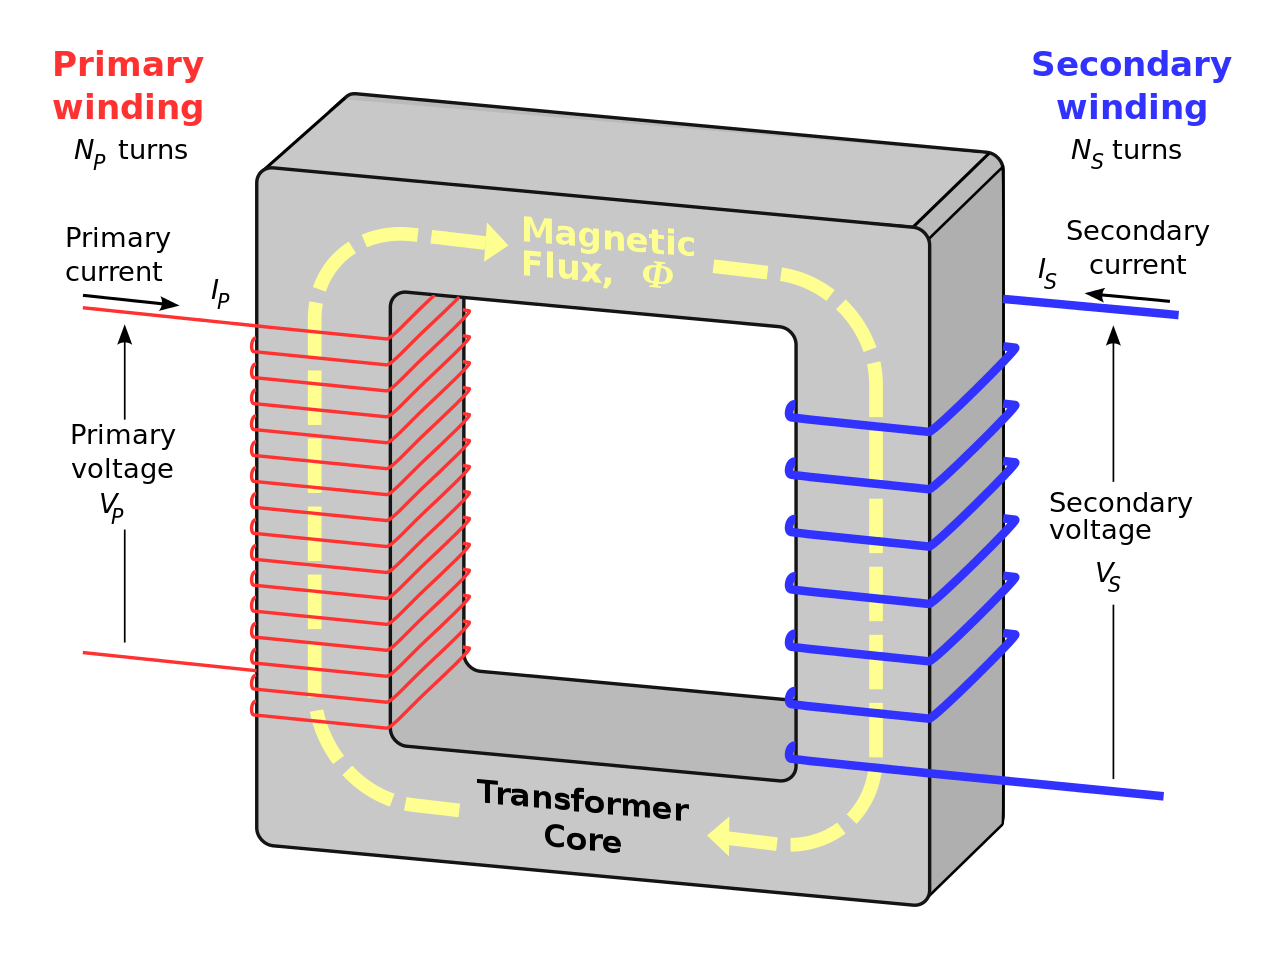 Primary
winding
NP turns
Primary
current
IP
Primary
voltage
VP
Magnetic
Flux, Φ
Transformer
Core
Secondary
winding
NS turns
Secondary
current
IS
Secondary
voltage
VS